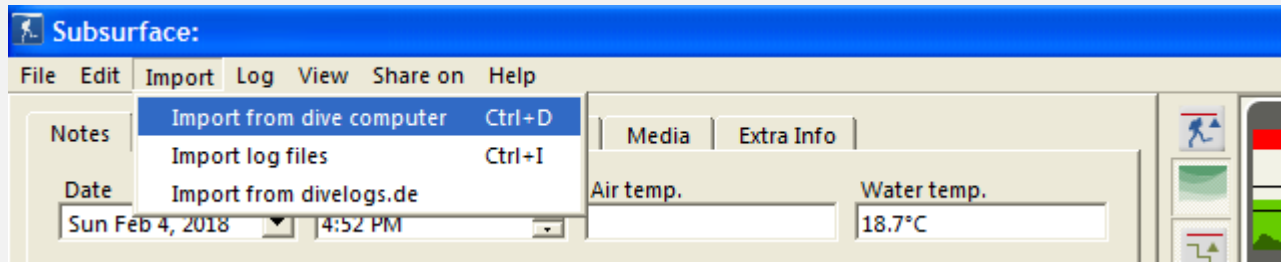 Subsurface:
File Edit Import Log View Share on Help
Import from dive computer Ctrl+D
Notes Media Extra Info
Import log files Ctrl+I
Date Import from divelogs.de Air temp. Water temp.
Sun Feb 4, 2018 4:52 PM 18.7°C